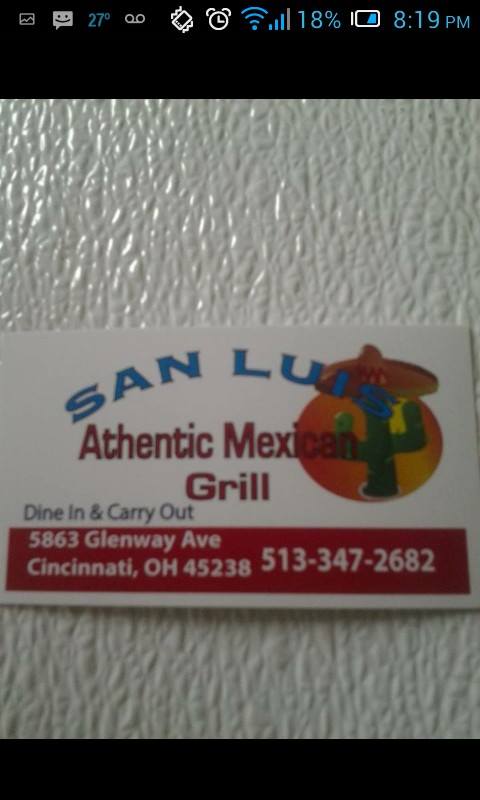 27° 18% 8:19 PM
SAN LUIS
Athentic Mexican
Grill
Dine In & Carry Out
5863 Glenway Ave
Cincinnati, OH 45238 513-347-2682